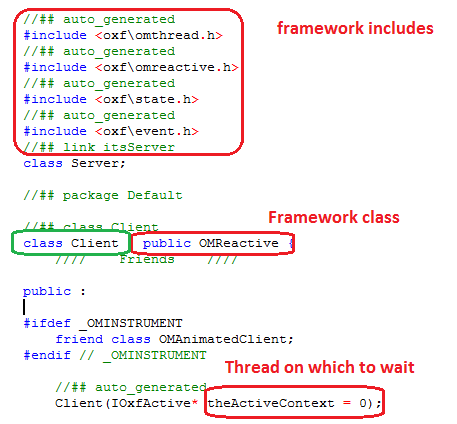 //## auto_generated
framework includes
#include <oxf\omthread.h>
//## auto_generated
#include <oxf\omreactive.h>
//## auto_generated
#include <oxf\state.h>
//## auto_generated
#include <oxf\event.h>
//## link itsServer
class Server;
//## package Default
//## class Client
Framework class
class Client public OMReactive {
//// Friends ////
public :
#ifdef _OMINSTRUMENT
friend class OMAnimatedClient;
#endif // _OMINSTRUMENT
Thread on which to wait
//## auto_generated
Client(IOxfActive* theActiveContext = 0);